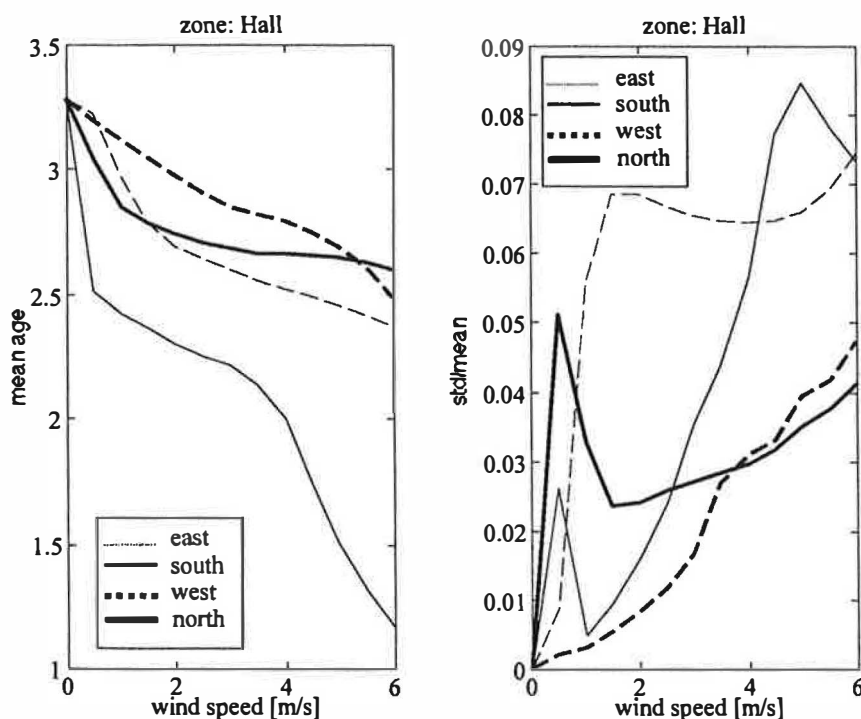 zone: Hall
3.5
3
2.5
2
1.5
1
mean age
east
south
west
north
0
2
4
6
wind speed [m/s]
zone: Hall
0.09
0.08
0.07
0.06
0.05
0.04
0.03
0.02
0.01
0
std/mean
east
south
west
north
0
2
4
6
wind speed [m/s]